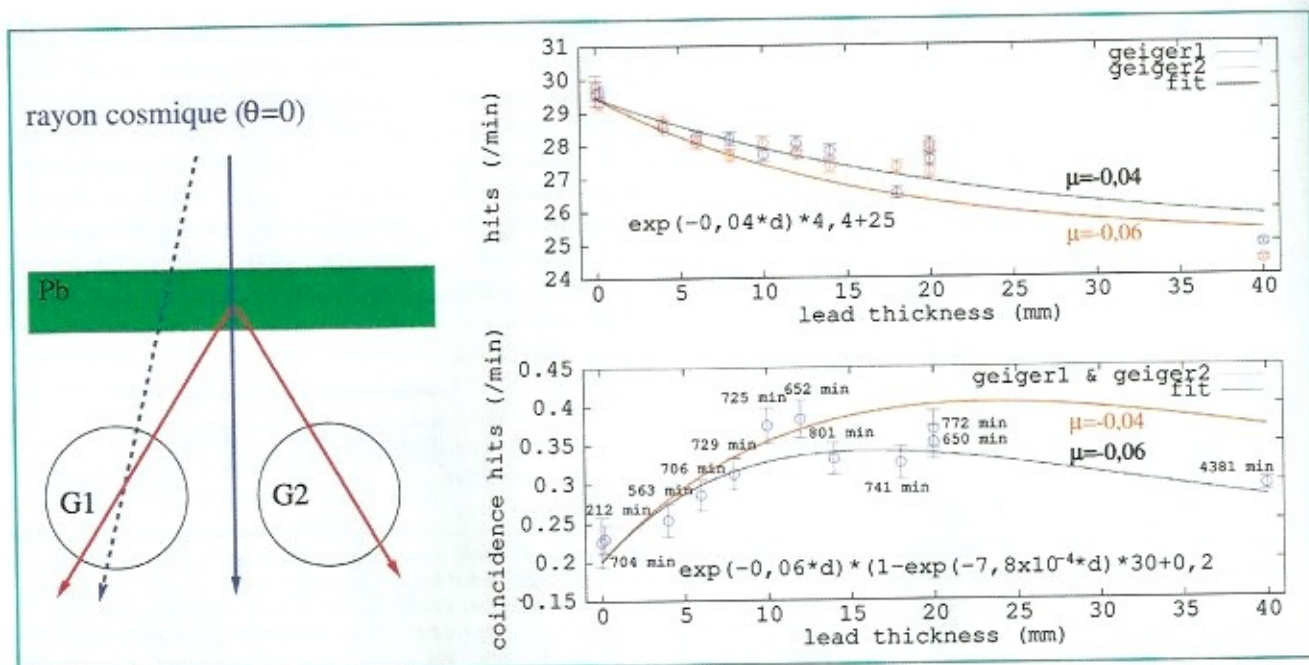 rayon cosmique (θ=0)
Pb
G1
G2
31
30
29
28
27
26
25
24
hits (/min)
geiger1
geiger2
fit
μ=-0,04
μ=-0,06
exp(-0,04*d)*4,4+25
0 5 10 15 20 25 30 35 40
lead thickness (mm)
0.45
0.4
0.35
0.3
0.25
0.2
0.15
coincidence hits (/min)
geiger1 & geiger2
fit
725 min
652 min
μ=-0,04
801 min
772 min
650 min
μ=-0,06
729 min
706 min
563 min
741 min
4381 min
212 min
704 min
exp(-0,06*d)*(1-exp(-7,8x10⁻⁴*d)*30+0,2
0 5 10 15 20 25 30 35 40
lead thickness (mm)